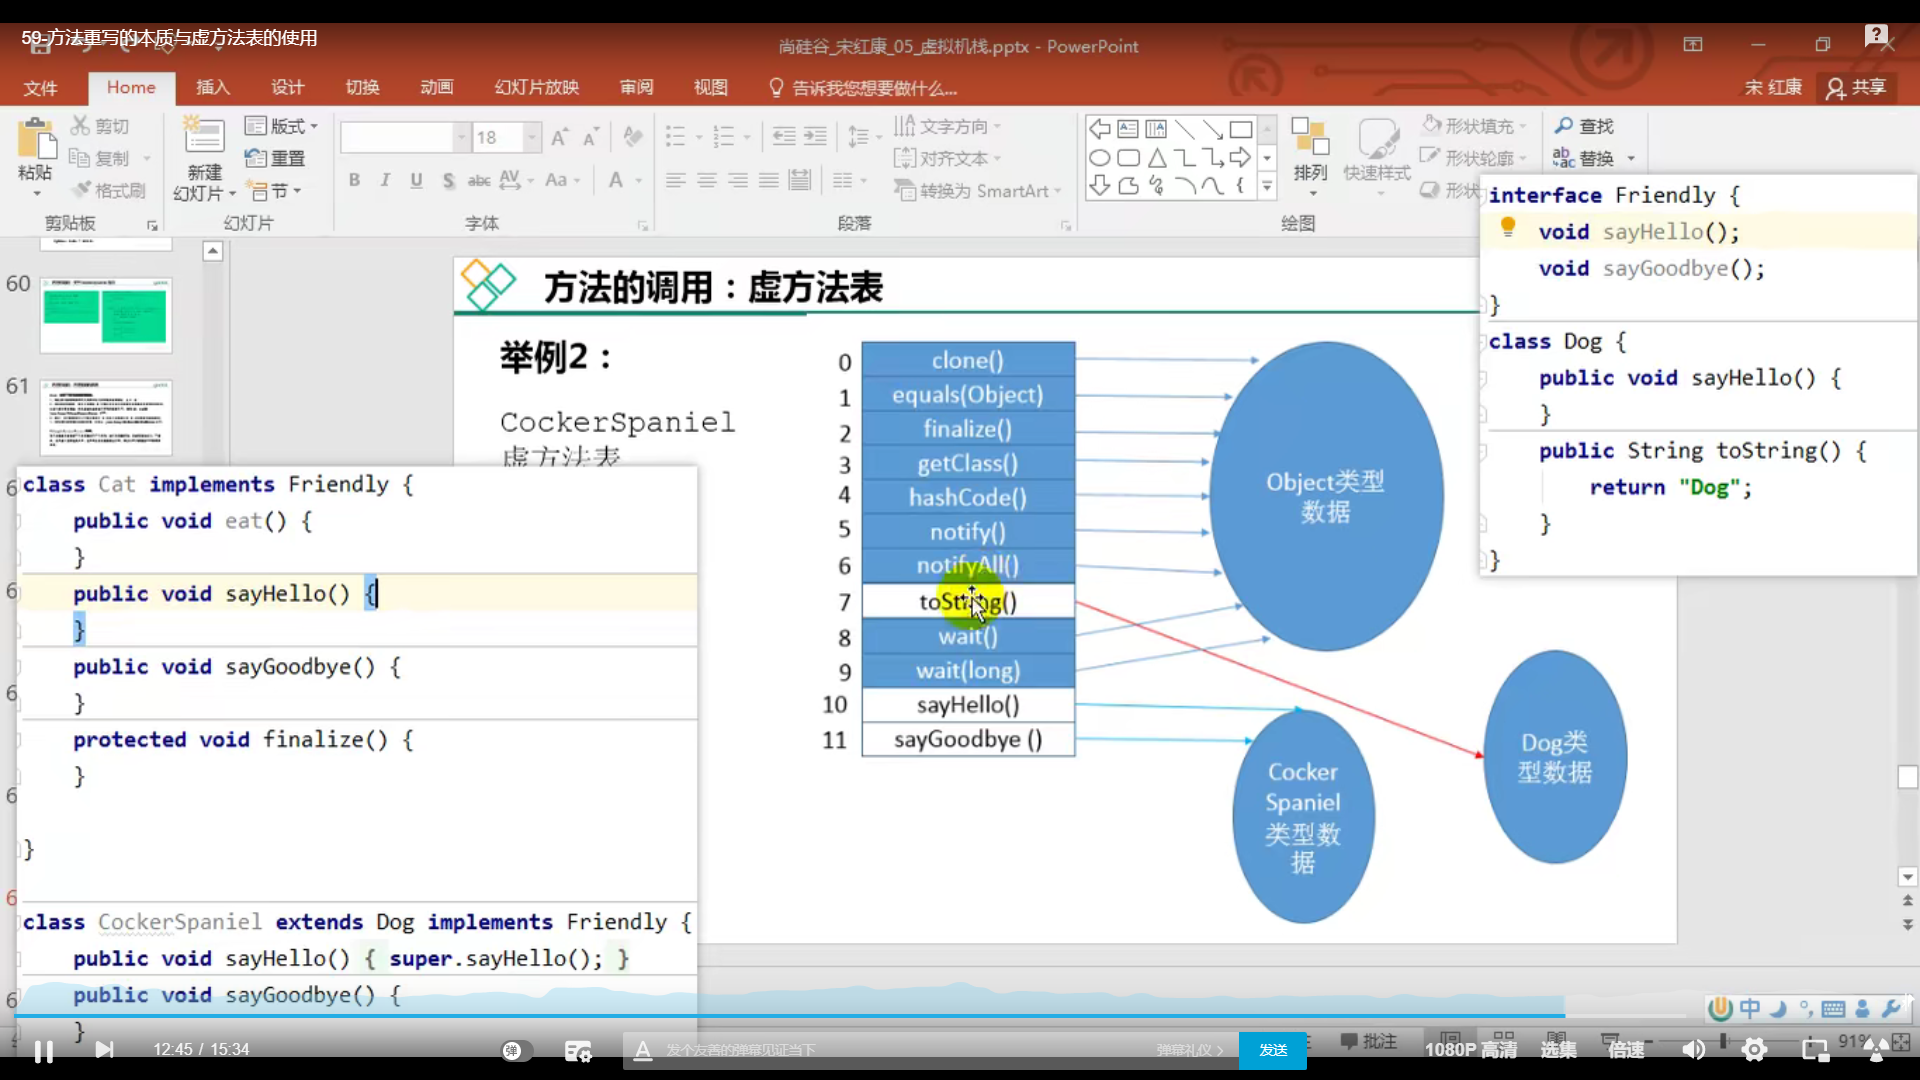 59-方法重写的本质与虚方法表的使用
尚硅谷_宋红康_05_虚拟机栈.pptx - PowerPoint
文件 Home 插入 设计 切换 动画 幻灯片放映 审阅 视图 告诉我您想要做什么... 宋 红康 共享
粘贴 剪切 复制 格式刷 剪贴板
新建 幻灯片 版式 重置 节 幻灯片
18
B I U S abc AV Aa A 字体
文字方向 对齐文本 转换为 SmartArt 段落
排列 快速样式 形状填充 形状轮廓 形状 绘图
查找
替换
60
61
方法的调用：虚方法表
举例2：
CockerSpaniel
虚方法表
0 clone()
1 equals(Object)
2 finalize()
3 getClass()
4 hashCode()
5 notify()
6 notifyAll()
7 toString()
8 wait()
9 wait(long)
10 sayHello()
11 sayGoodbye ()
Object类型
数据
Dog类
型数据
Cocker
Spaniel
类型数
据
interface Friendly {
void sayHello();
void sayGoodbye();
}
class Dog {
public void sayHello() {
}
public String toString() {
return "Dog";
}
}
class Cat implements Friendly {
public void eat() {
}
public void sayHello() {
}
public void sayGoodbye() {
}
protected void finalize() {
}
}
class CockerSpaniel extends Dog implements Friendly {
public void sayHello() { super.sayHello(); }
public void sayGoodbye() {
}
中
批注 91%
12:45 / 15:34 弹 发个友善的弹幕见证当下 弹幕礼仪 > 发送 1080P 高清 选集 倍速